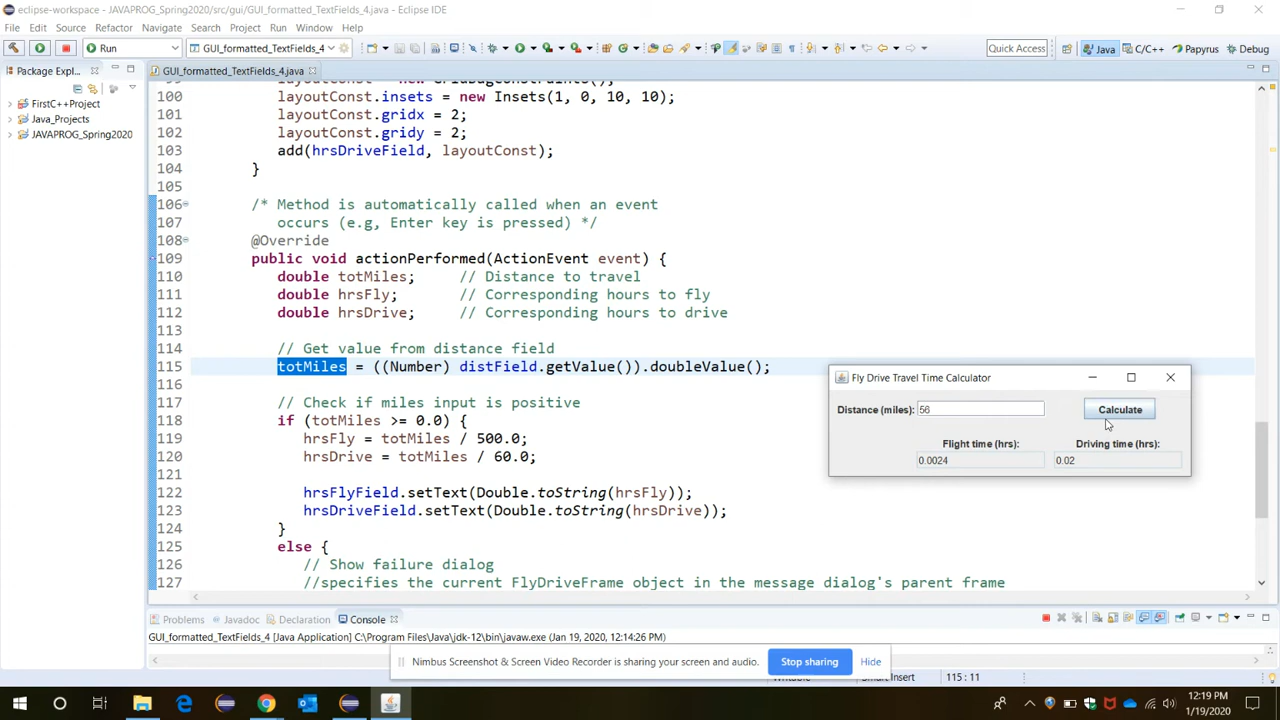 eclipse-workspace - JAVAPROG_Spring2020/src/gui/GUI_formatted_TextFields_4.java - Eclipse IDE
File Edit Source Refactor Navigate Search Project Run Window Help
Run GUI_formatted_TextFields_4 Quick Access Java C/C++ Papyrus Debug
Package Expl...
FirstC++Project
Java_Projects
JAVAPROG_Spring2020
GUI_formatted_TextFields_4.java
layoutConst = new GridBagConstraints();
100 layoutConst.insets = new Insets(1, 0, 10, 10);
101 layoutConst.gridx = 2;
102 layoutConst.gridy = 2;
103 add(hrsDriveField, layoutConst);
104 }
105
106 /* Method is automatically called when an event
107 occurs (e.g, Enter key is pressed) */
108 @Override
109 public void actionPerformed(ActionEvent event) {
110 double totMiles; // Distance to travel
111 double hrsFly; // Corresponding hours to fly
112 double hrsDrive; // Corresponding hours to drive
113
114 // Get value from distance field
115 totMiles = ((Number) distField.getValue()).doubleValue();
116
117 // Check if miles input is positive
118 if (totMiles >= 0.0) {
119 hrsFly = totMiles / 500.0;
120 hrsDrive = totMiles / 60.0;
121
122 hrsFlyField.setText(Double.toString(hrsFly));
123 hrsDriveField.setText(Double.toString(hrsDrive));
124 }
125 else {
126 // Show failure dialog
127 //specifies the current FlyDriveFrame object in the message dialog's parent frame
Fly Drive Travel Time Calculator
Distance (miles): 56 Calculate
Flight time (hrs): Driving time (hrs):
0.0024 0.02
Problems Javadoc Declaration Console
GUI_formatted_TextFields_4 [Java Application] C:\Program Files\Java\jdk-12\bin\javaw.exe (Jan 19, 2020, 12:14:26 PM)
Nimbus Screenshot & Screen Video Recorder is sharing your screen and audio. Stop sharing Hide
Writable Smart Insert 115 : 11
12:19 PM
1/19/2020